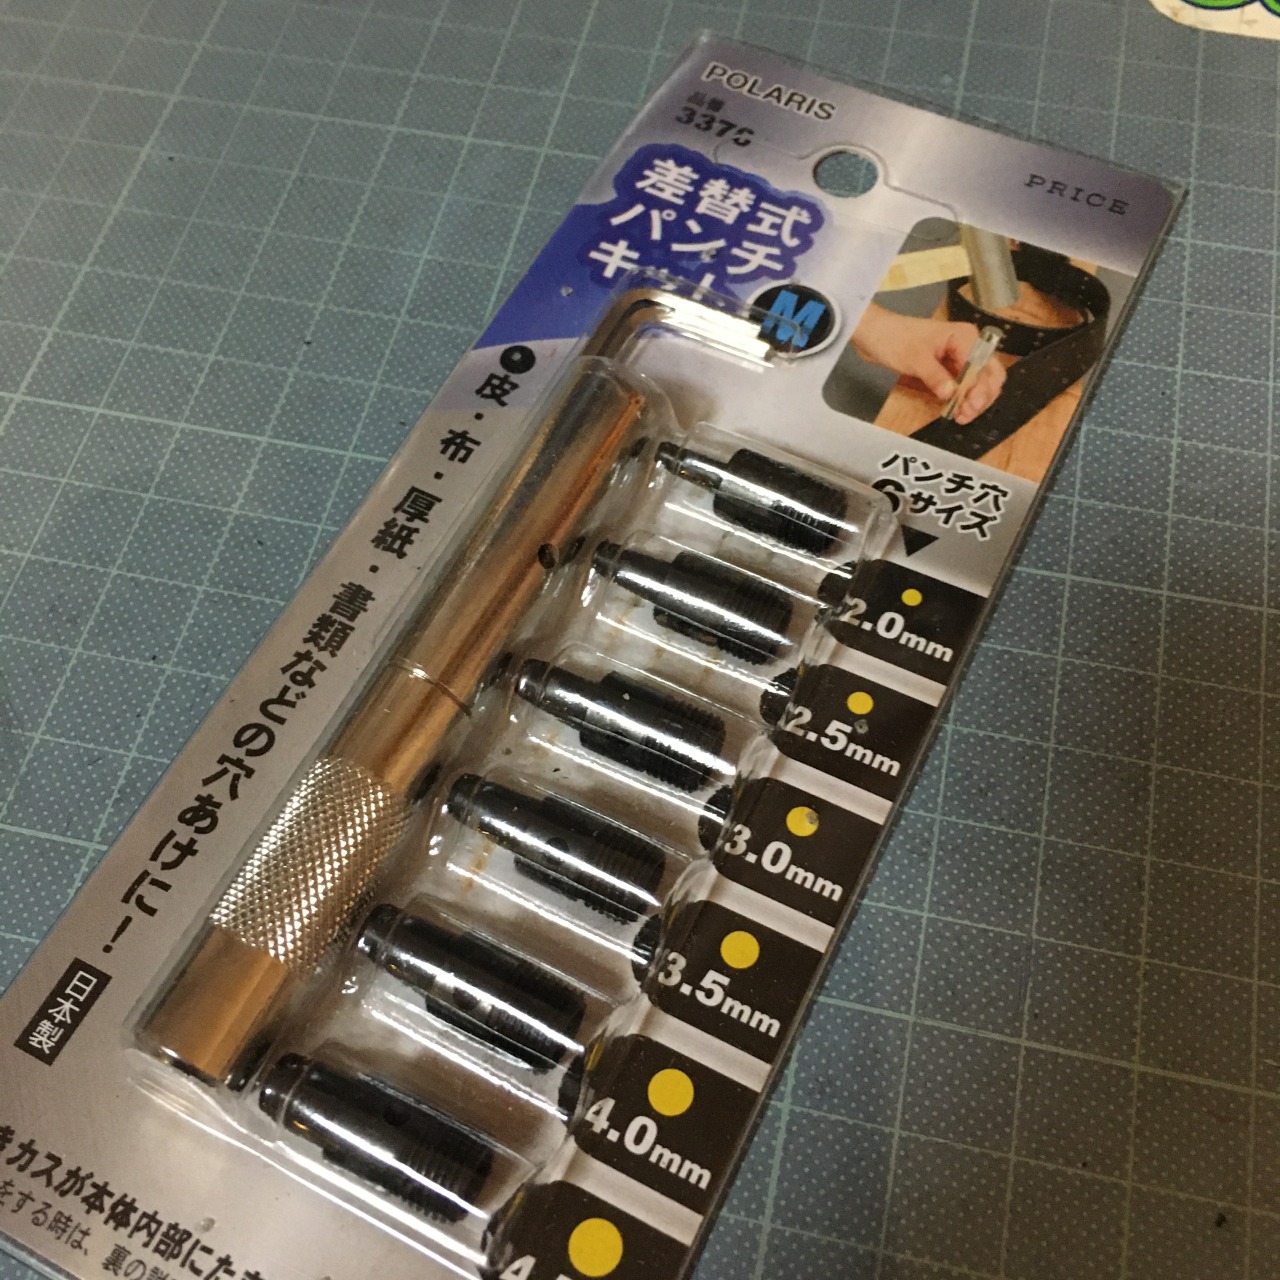 POLARIS
品番
PRICE
差替式
パンチ
M
●皮・布・厚紙・書類などの穴あけに!
日本製
パンチ穴
6サイズ
2.0mm
2.5mm
3.0mm
3.5mm
4.0mm
カスが本体内部にた
をする時は、裏の